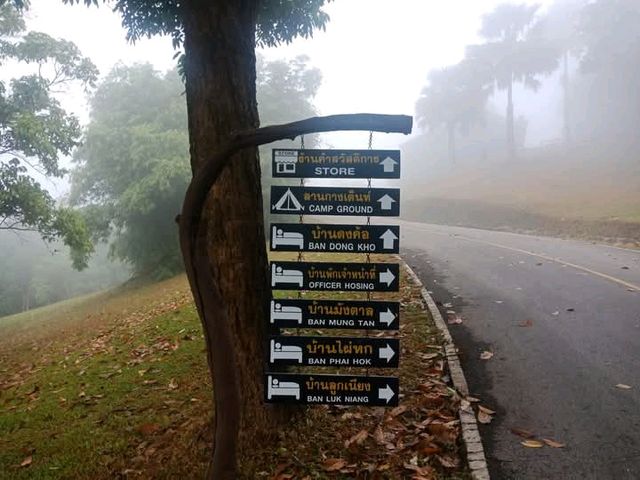 STORE
ร้านค้าสวัสดิการ
STORE
ลานกางเต็นท์
CAMP GROUND
บ้านดงค้อ
BAN DONG KHO
บ้านพักเจ้าหน้าที่
OFFICER HOSING
บ้านมังตาล
BAN MUNG TAN
บ้านไผ่หก
BAN PHAI HOK
บ้านลูกเนียง
BAN LUK NIANG